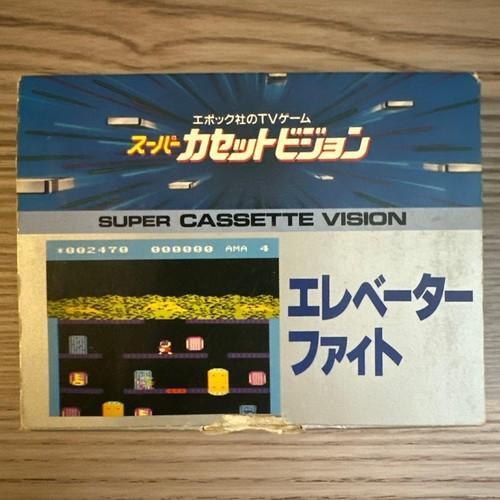 エポック社のTVゲーム
スーパーカセットビジョン
SUPER CASSETTE VISION
*002470 000000 AMA 4
エレベーター
ファイト